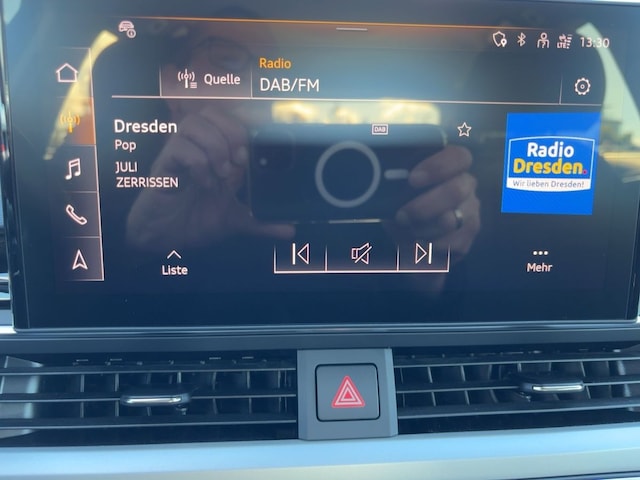 13:30
Radio
DAB/FM
Quelle
Dresden
DAB
Pop
JULI
ZERRISSEN
Radio
Dresden.
Wir lieben Dresden!
Liste
Mehr